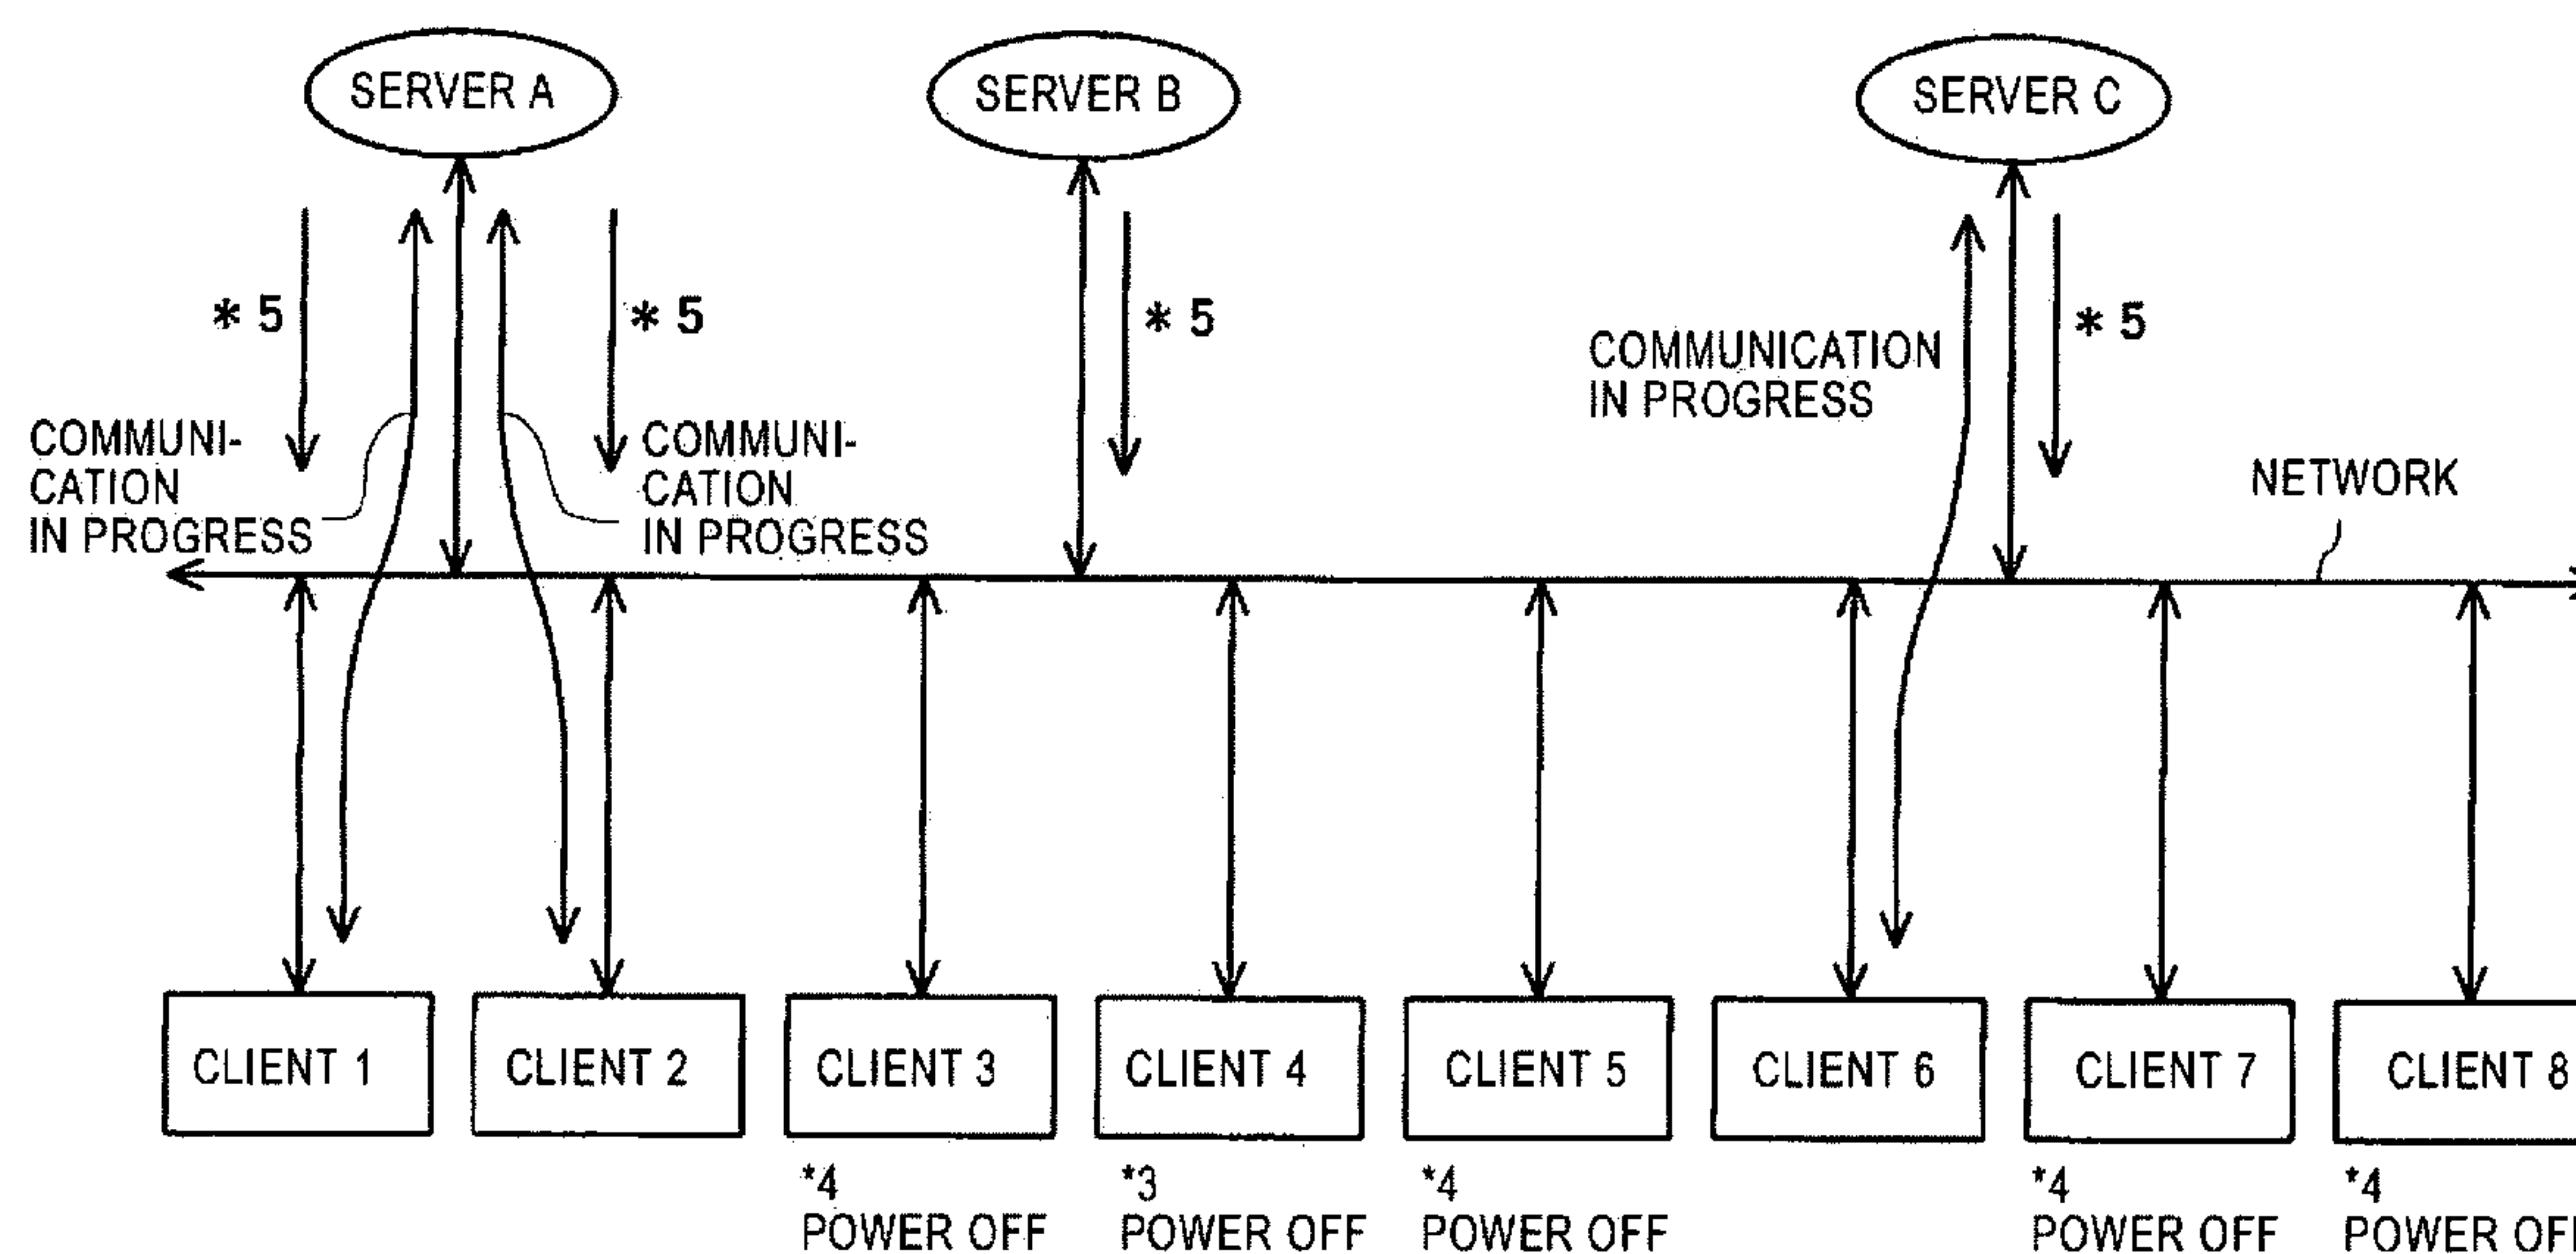 SERVER A
SERVER B
SERVER C
* 5
* 5
* 5
* 5
COMMUNICATION
IN PROGRESS
COMMUNI-
CATION
IN PROGRESS
COMMUNI-
CATION
IN PROGRESS
NETWORK
CLIENT 1
CLIENT 2
CLIENT 3
CLIENT 4
CLIENT 5
CLIENT 6
CLIENT 7
CLIENT 8
*4
POWER OFF
*3
POWER OFF
*4
POWER OFF
*4
POWER OFF
*4
POWER OFF